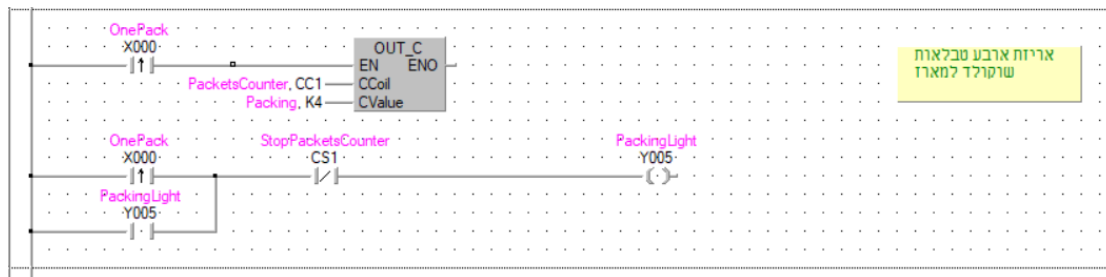 OnePack
X000
OUT_C
EN ENO
PacketsCounter, CC1 CCoil
Packing, K4 CValue
אריזת ארבע טבלאות
שוקולד למארז
OnePack StopPacketsCounter PackingLight
X000 CS1 Y005
PackingLight
Y005